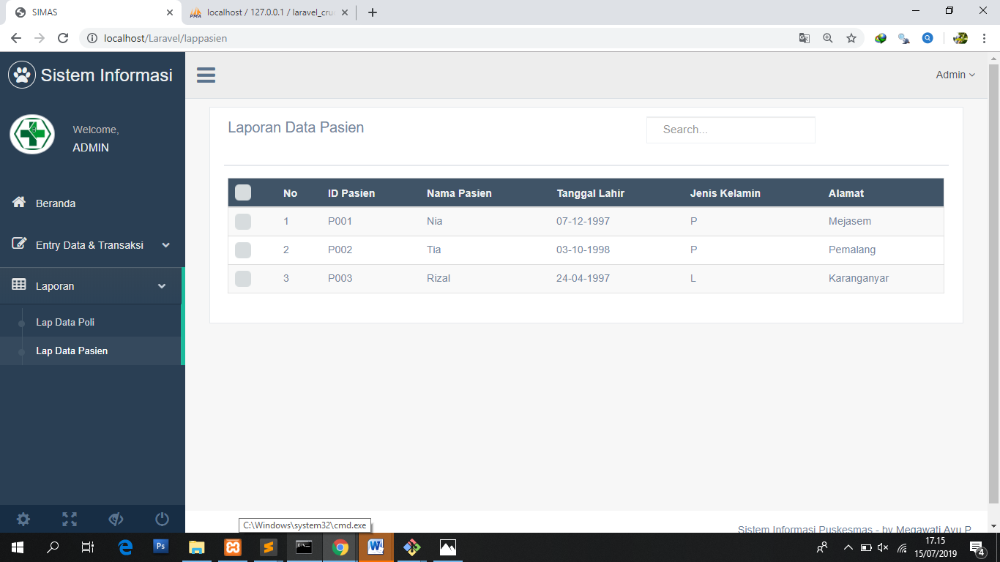 SIMAS
localhost / 127.0.0.1 / laravel_cru
localhost/Laravel/lappasien
Sistem Informasi
Admin
Welcome,
ADMIN
Laporan Data Pasien
Search...
Beranda
Entry Data & Transaksi
Laporan
Lap Data Poli
Lap Data Pasien
No ID Pasien Nama Pasien Tanggal Lahir Jenis Kelamin Alamat
1 P001 Nia 07-12-1997 P Mejasem
2 P002 Tia 03-10-1998 P Pemalang
3 P003 Rizal 24-04-1997 L Karanganyar
C:\Windows\system32\cmd.exe
Sistem Informasi Puskesmas - by Megawati Ayu P
17.15
15/07/2019
4